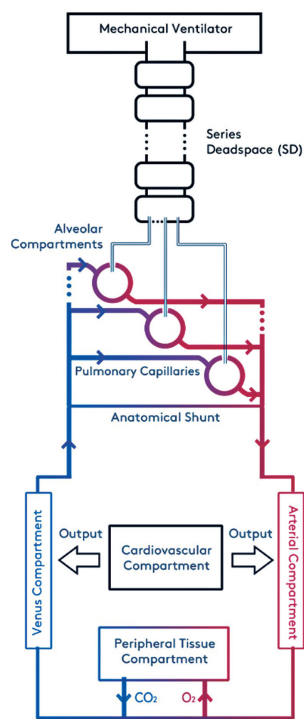 Mechanical Ventilator
Series
Deadspace (SD)
Alveolar
Compartments
Pulmonary Capillaries
Anatomical Shunt
Venus Compartment
Output
Cardiovascular
Compartment
Output
Arterial Compartment
Peripheral Tissue
Compartment
CO₂
O₂